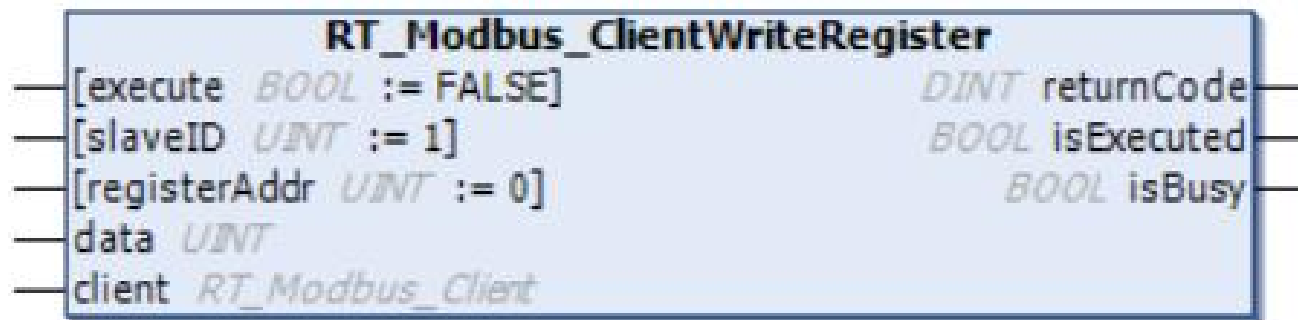 RT_Modbus_ClientWriteRegister
[execute BOOL := FALSE] DINT returnCode
[slaveID UINT := 1] BOOL isExecuted
[registerAddr UINT := 0] BOOL isBusy
data UINT
client RT_Modbus_Client